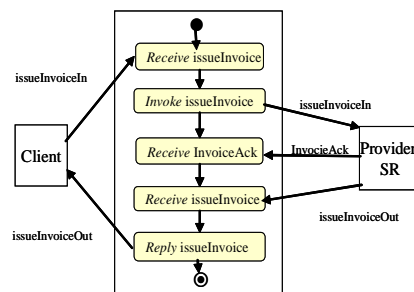 Receive issueInvoice
issueInvoiceIn
Invoke issueInvoice
issueInvoiceIn
Client
Receive InvoiceAck
InvocieAck
Provider
SR
Receive issueInvoice
issueInvoiceOut
issueInvoiceOut
Reply issueInvoice